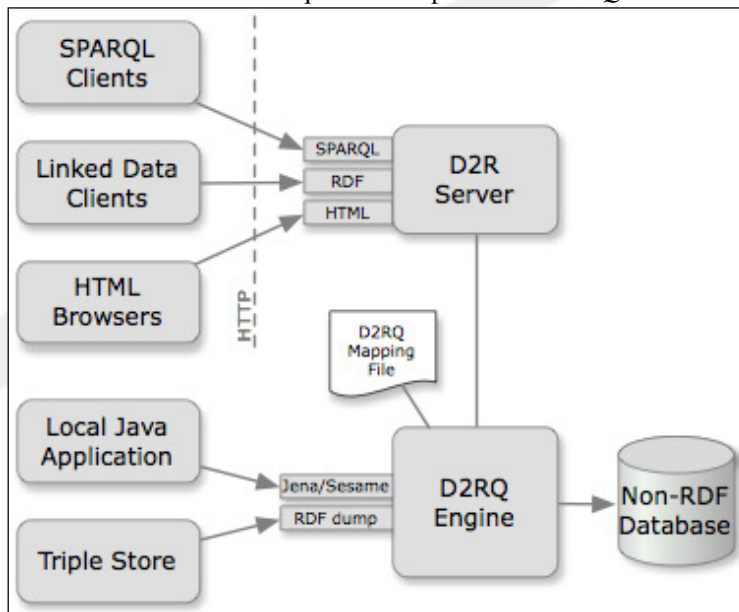 SPARQL
Clients
Linked Data
Clients
HTML
Browsers
HTTP
SPARQL
RDF
HTML
D2R
Server
D2RQ
Mapping
File
Local Java
Application
Triple Store
Jena/Sesame
RDF dump
D2RQ
Engine
Non-RDF
Database